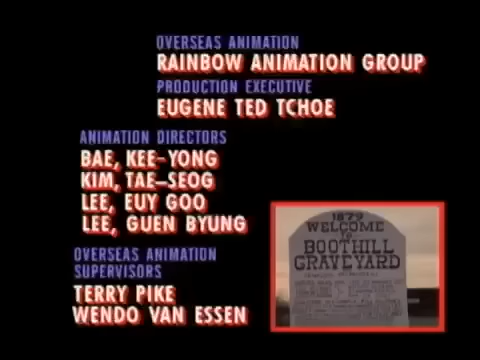 OVERSEAS ANIMATION
RAINBOW ANIMATION GROUP
PRODUCTION EXECUTIVE
EUGENE TED TCHOE
ANIMATION DIRECTORS
BAE, KEE-YONG
KIM, TAE-SEOG
LEE, EUY GOO
LEE, GUEN BYUNG
OVERSEAS ANIMATION
SUPERVISORS
TERRY PIKE
WENDO VAN ESSEN
1879
WELCOME
To
BOOTHILL
GRAVEYARD